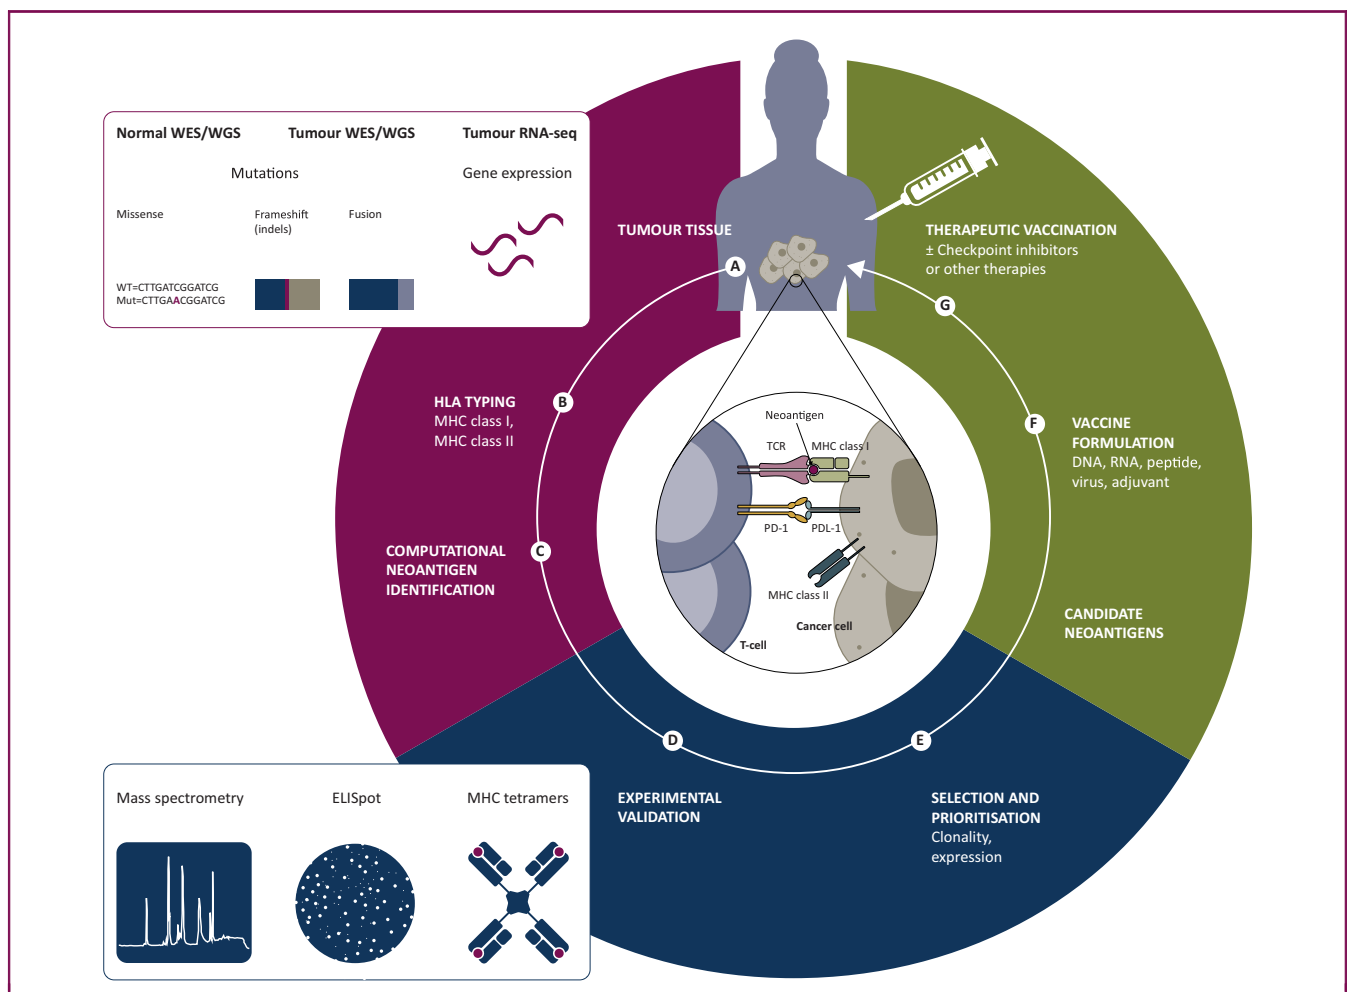 Normal WES/WGS
Tumour WES/WGS
Tumour RNA-seq
Mutations
Gene expression
Missense
Frameshift
(indels)
Fusion
WT=CTTGATCGGATCG
Mut=CTTGAACGGATCG
TUMOUR TISSUE
A
THERAPEUTIC VACCINATION
± Checkpoint inhibitors
or other therapies
G
HLA TYPING
MHC class I,
MHC class II
B
Neoantigen
TCR
MHC class I
PD-1
PDL-1
MHC class II
Cancer cell
T-cell
F
VACCINE
FORMULATION
DNA, RNA, peptide,
virus, adjuvant
COMPUTATIONAL
NEOANTIGEN
IDENTIFICATION
C
CANDIDATE
NEOANTIGENS
D
E
EXPERIMENTAL
VALIDATION
SELECTION AND
PRIORITISATION
Clonality,
expression
Mass spectrometry
ELISpot
MHC tetramers